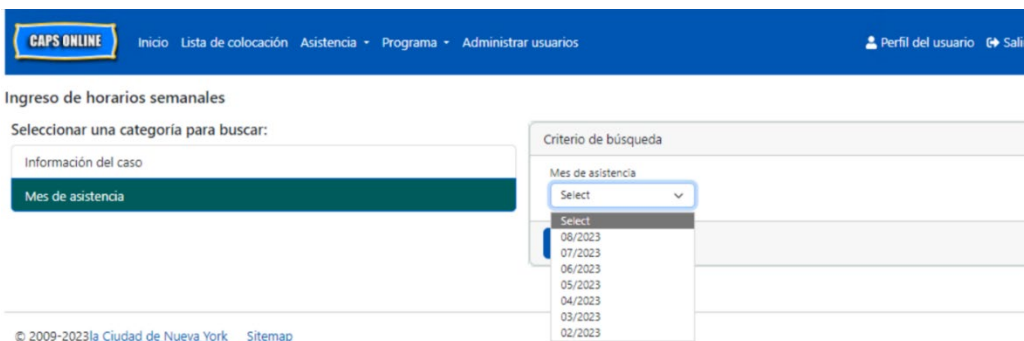 CAPS ONLINE Inicio Lista de colocación Asistencia Programa Administrar usuarios Perfil del usuario Sali
Ingreso de horarios semanales
Seleccionar una categoría para buscar:
Información del caso
Mes de asistencia
Criterio de búsqueda
Mes de asistencia
Select
Select
08/2023
07/2023
06/2023
05/2023
04/2023
03/2023
02/2023
© 2009-2023la Ciudad de Nueva York Sitemap